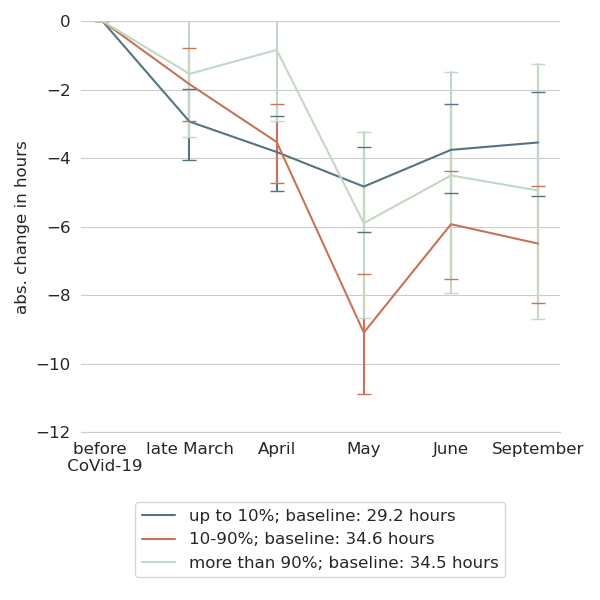 0
−2
−4
−6
−8
−10
−12
abs. change in hours
before
CoVid-19
late March
April
May
June
September
up to 10%; baseline: 29.2 hours
10-90%; baseline: 34.6 hours
more than 90%; baseline: 34.5 hours